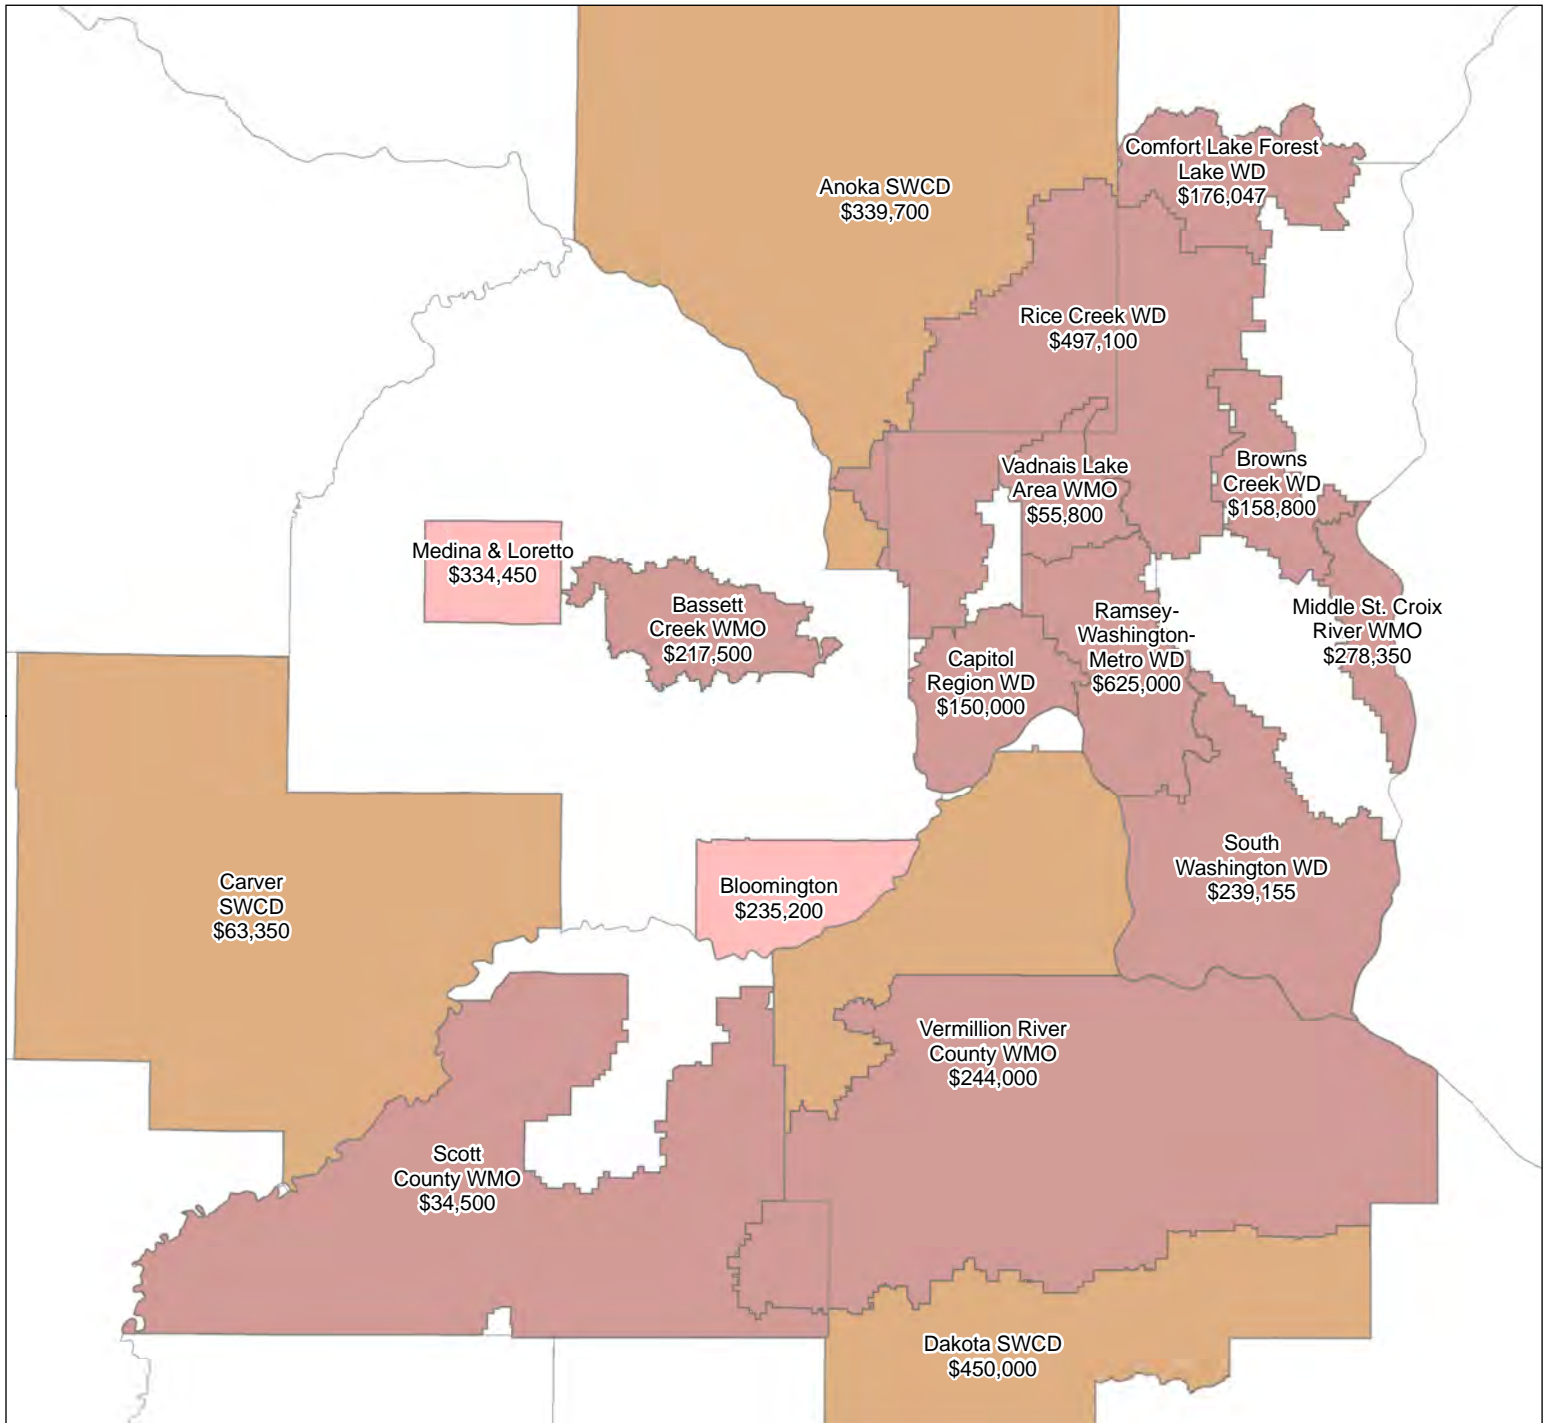 Comfort Lake Forest
Lake WD
$176,047
Anoka SWCD
$339,700
Rice Creek WD
$497,100
Vadnais Lake
Area WMO
$55,800
Browns
Creek WD
$158,800
Medina & Loretto
$334,450
Bassett
Creek WMO
$217,500
Ramsey-
Washington-
Metro WD
$625,000
Middle St. Croix
River WMO
$278,350
Capitol
Region WD
$150,000
South
Washington WD
$239,155
Carver
SWCD
$63,350
Bloomington
$235,200
Vermillion River
County WMO
$244,000
Scott
County WMO
$34,500
Dakota SWCD
$450,000